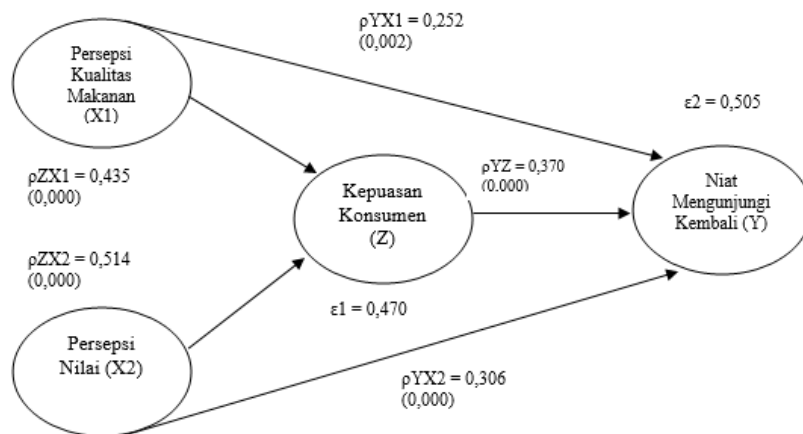 ρYX1 = 0,252
(0,002)
Persepsi
Kualitas
Makanan
(X1)
ε2 = 0,505
ρZX1 = 0,435
(0,000)
ρYZ = 0,370
(0.000)
Kepuasan
Konsumen
(Z)
Niat
Mengunjungi
Kembali (Y)
ρZX2 = 0,514
(0,000)
ε1 = 0,470
Persepsi
Nilai (X2)
ρYX2 = 0,306
(0,000)